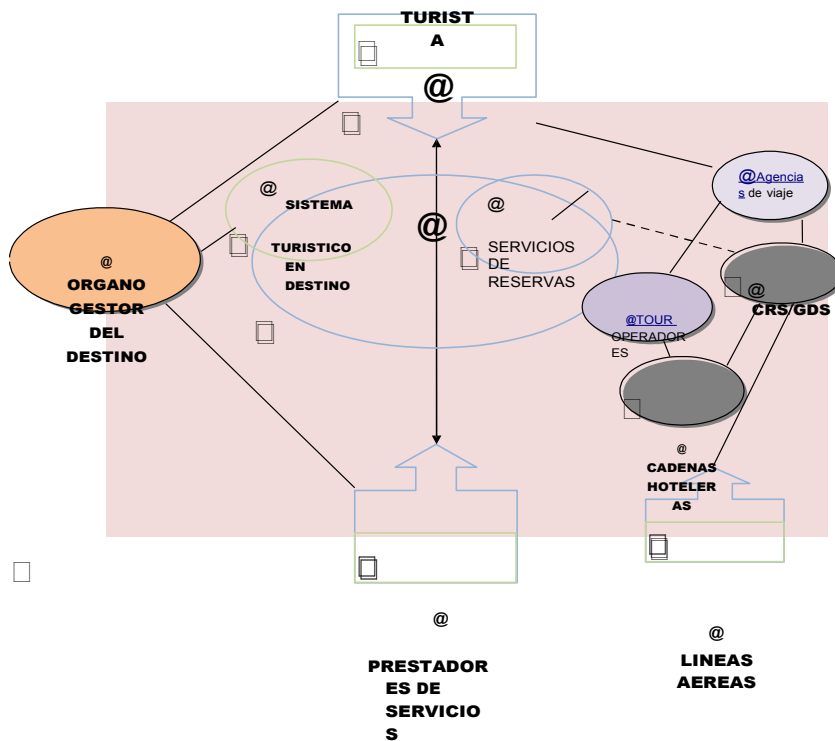 TURIST
A
@
@
SISTEMA
TURISTICO
EN
DESTINO
@
@
SERVICIOS
DE
RESERVAS
@Agencia
s de viaje
@
ORGANO
GESTOR
DEL
DESTINO
@
CRS/GDS
@TOUR
OPERADOR
ES
@
CADENAS
HOTELER
AS
@
PRESTADOR
ES DE
SERVICIO
S
@
LINEAS
AEREAS